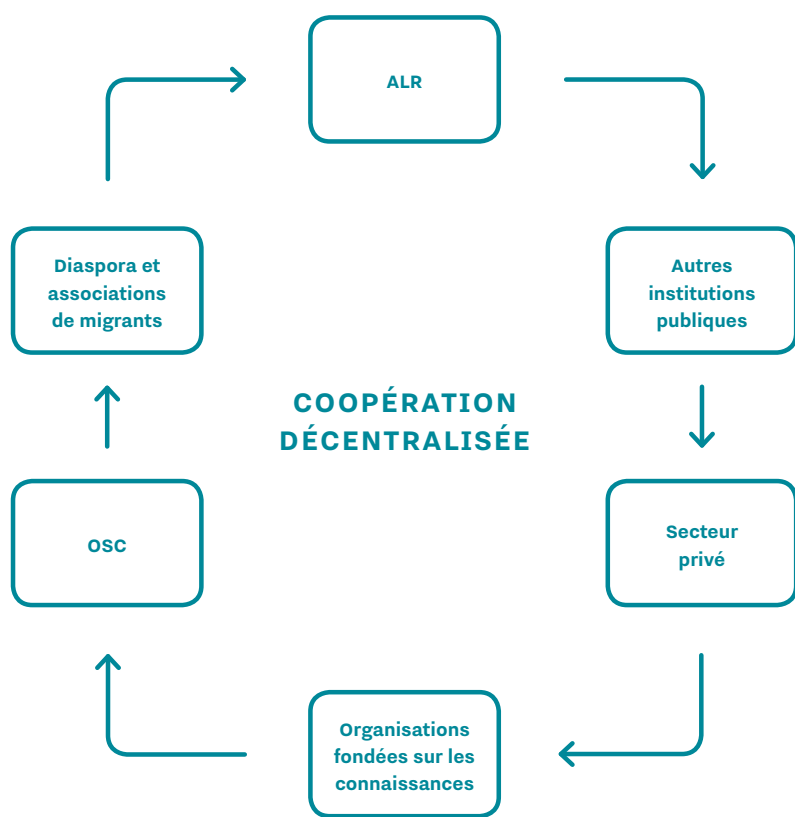 ALR
Autres
institutions
publiques
Secteur
privé
Organisations
fondées sur les
connaissances
OSC
Diaspora et
associations
de migrants
COOPÉRATION
DÉCENTRALISÉE